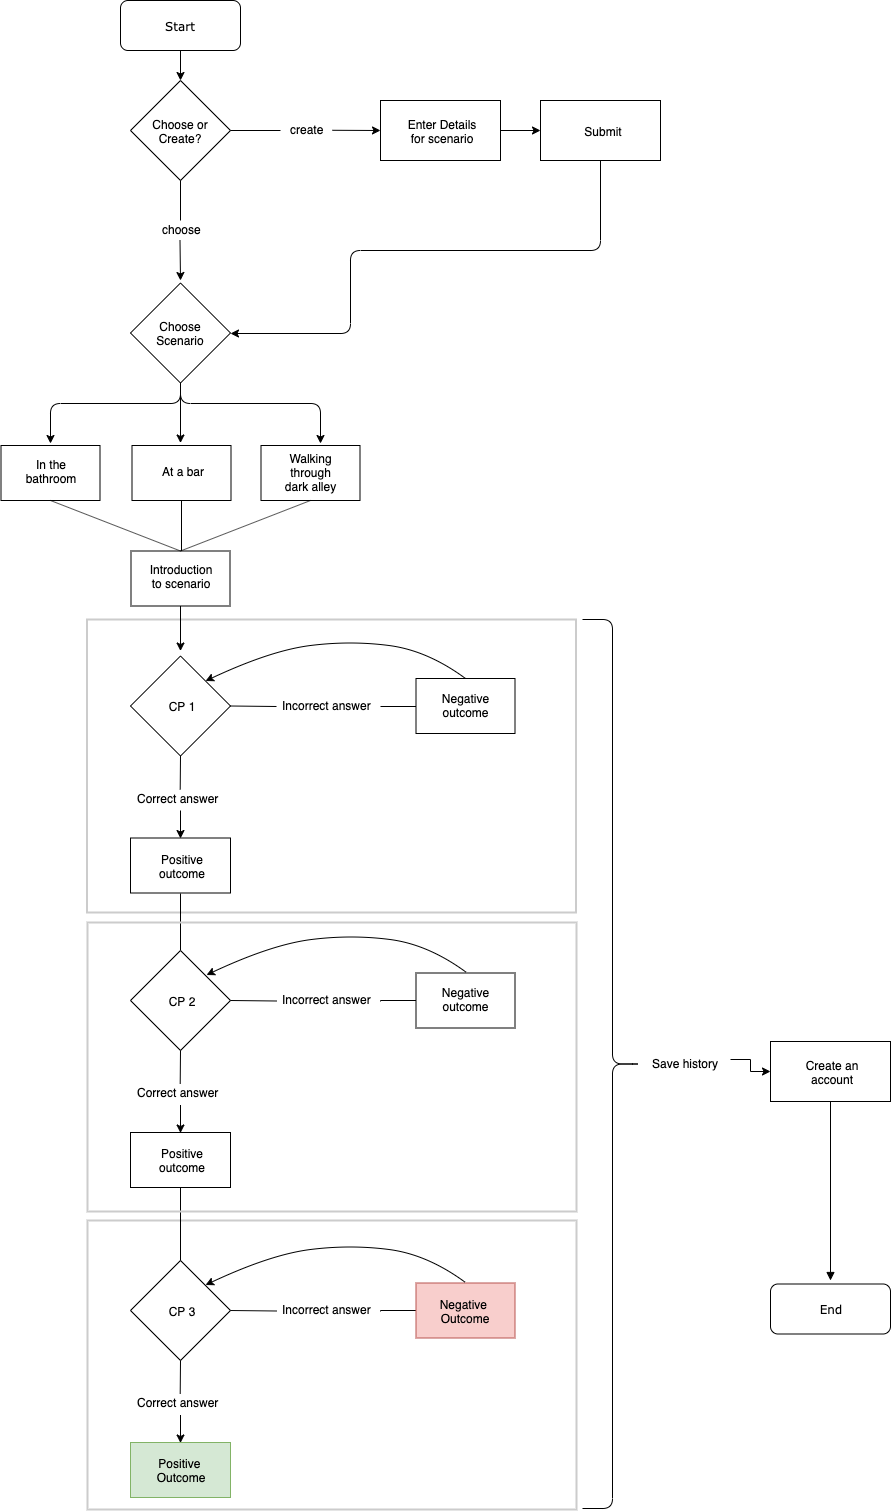 Start
Choose or
Create?
create
Enter Details
for scenario
Submit
choose
Choose
Scenario
In the
bathroom
At a bar
Walking
through
dark alley
Introduction
to scenario
CP 1
Incorrect answer
Negative
outcome
Correct answer
Positive
outcome
CP 2
Incorrect answer
Negative
outcome
Correct answer
Positive
outcome
Save history
Create an
account
CP 3
Incorrect answer
Negative
Outcome
End
Correct answer
Positive
Outcome